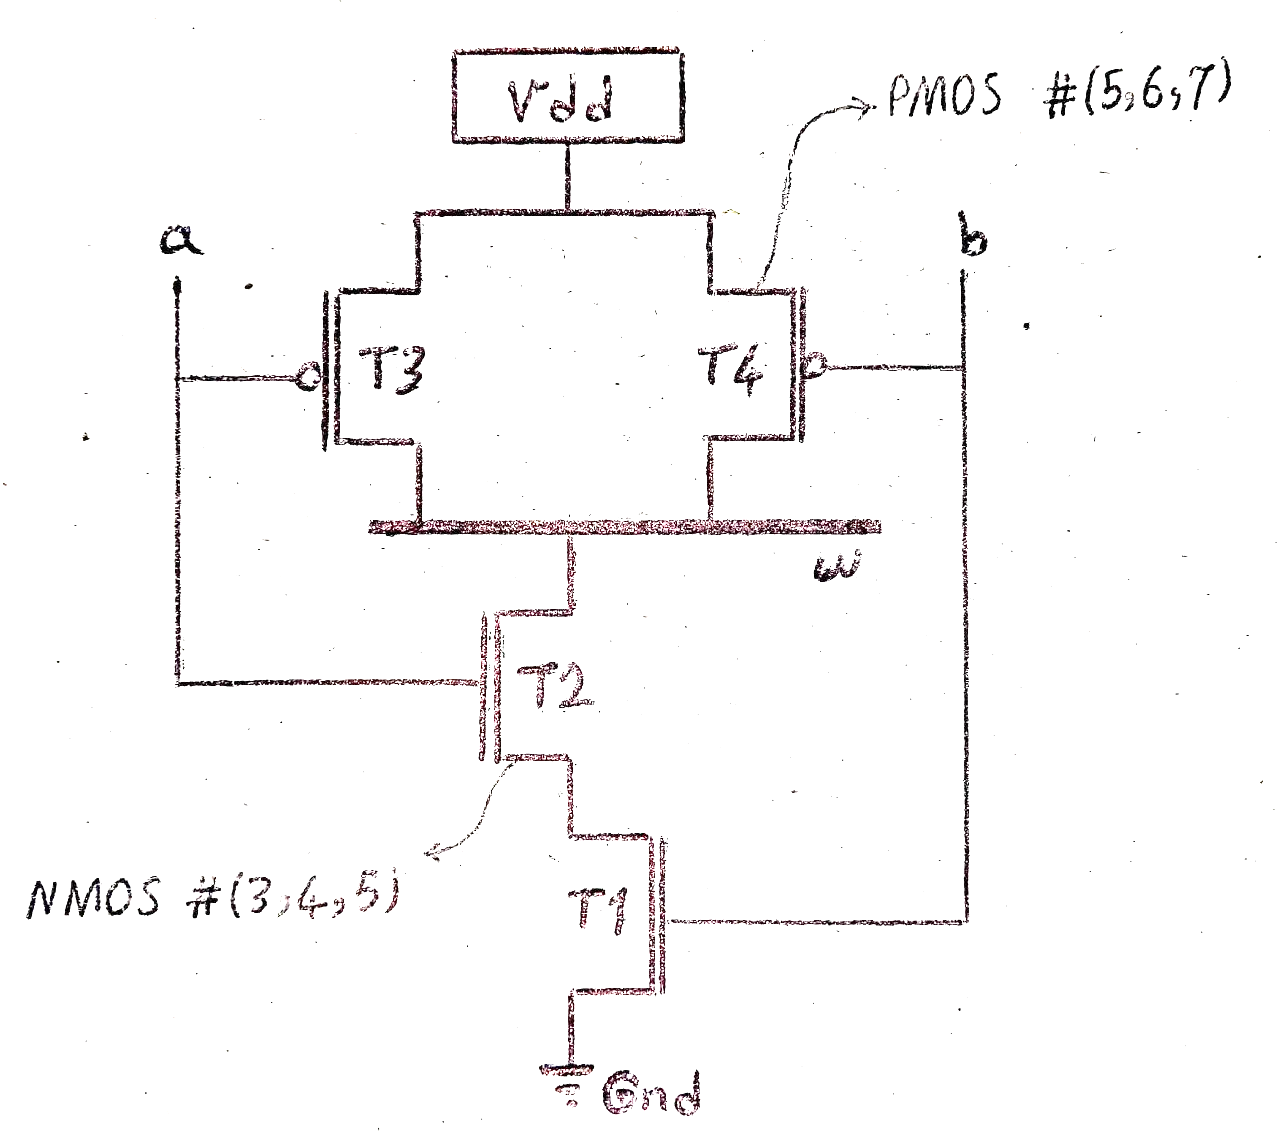 Vdd
PMOS #(5,6,7)
a
b
T3
T4
w
T2
NMOS #(3,4,5)
T1
Gnd